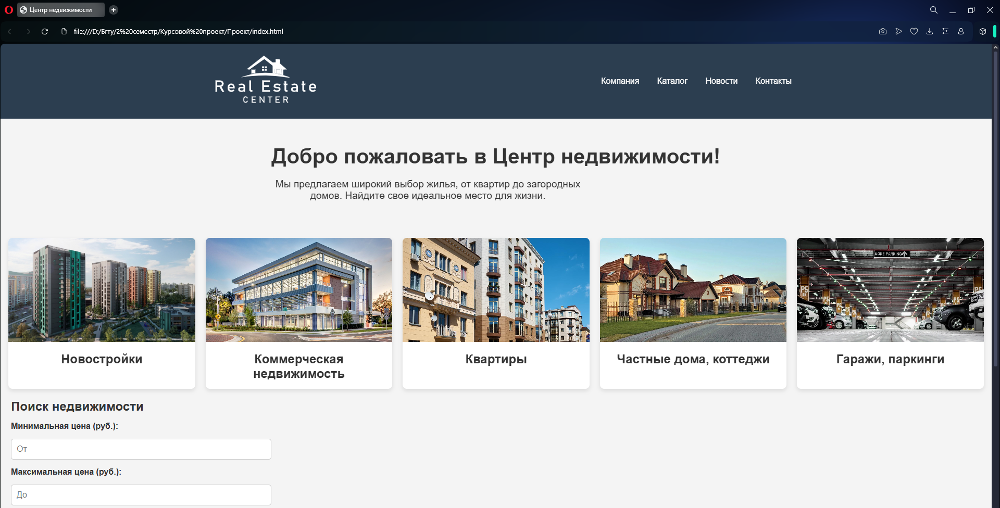 Центр недвижимости
file:///D:/Бгту/2%20семестр/Курсовой%20проект/Проект/index.html
Real Estate
CENTER
Компания Каталог Новости Контакты
Добро пожаловать в Центр недвижимости!
Мы предлагаем широкий выбор жилья, от квартир до загородных
домов. Найдите свое идеальное место для жизни.
MORE PARKING
P5
P5
Новостройки
Коммерческая
недвижимость
Квартиры
Частные дома, коттеджи
Гаражи, паркинги
Поиск недвижимости
Минимальная цена (руб.):
От
Максимальная цена (руб.):
До